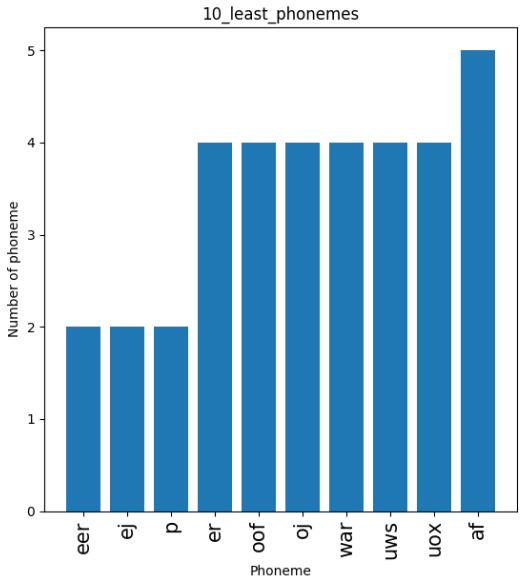 10_least_phonemes
Number of phoneme
5
4
3
2
1
0
eer
ej
p
er
oof
oj
war
uws
uox
af
Phoneme